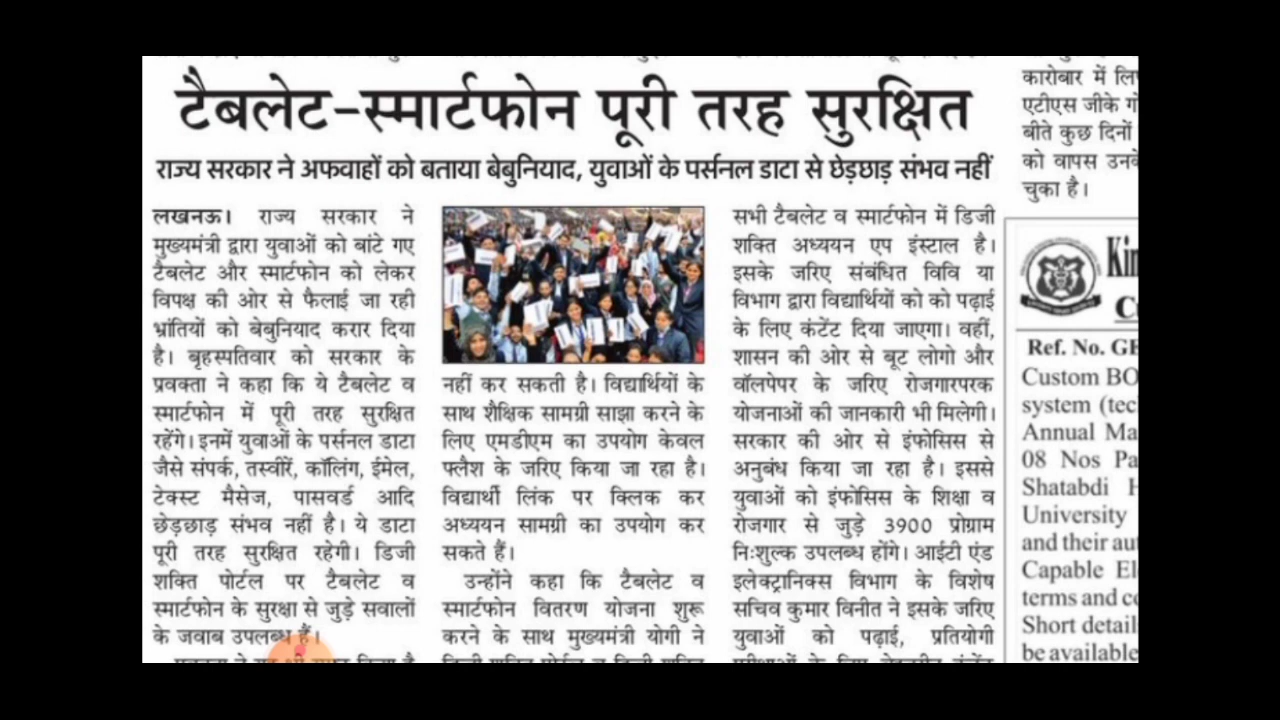 टैबलेट-स्मार्टफोन पूरी तरह सुरक्षित
राज्य सरकार ने अफवाहों को बताया बेबुनियाद, युवाओं के पर्सनल डाटा से छेड़छाड़ संभव नहीं
लखनऊ। राज्य सरकार ने
मुख्यमंत्री द्वारा युवाओं को बांटे गए
टैबलेट और स्मार्टफोन को लेकर
विपक्ष की ओर से फैलाई जा रही
भ्रांतियों को बेबुनियाद करार दिया
है। बृहस्पतिवार को सरकार के
प्रवक्ता ने कहा कि ये टैबलेट व
स्मार्टफोन में पूरी तरह सुरक्षित
रहेंगे। इनमें युवाओं के पर्सनल डाटा
जैसे संपर्क, तस्वीरें, कॉलिंग, ईमेल,
टेक्स्ट मैसेज, पासवर्ड आदि
छेड़छाड़ संभव नहीं है। ये डाटा
पूरी तरह सुरक्षित रहेगी। डिजी
शक्ति पोर्टल पर टैबलेट व
स्मार्टफोन के सुरक्षा से जुड़े सवालों
के जवाब उपलब्ध हैं।
नहीं कर सकती है। विद्यार्थियों के
साथ शैक्षिक सामग्री साझा करने के
लिए एमडीएम का उपयोग केवल
फ्लैश के जरिए किया जा रहा है।
विद्यार्थी लिंक पर क्लिक कर
अध्ययन सामग्री का उपयोग कर
सकते हैं।
उन्होंने कहा कि टैबलेट व
स्मार्टफोन वितरण योजना शुरू
करने के साथ मुख्यमंत्री योगी ने
सभी टैबलेट व स्मार्टफोन में डिजी
शक्ति अध्ययन एप इंस्टाल है।
इसके जरिए संबंधित विवि या
विभाग द्वारा विद्यार्थियों को को पढ़ाई
के लिए कंटेंट दिया जाएगा। वहीं,
शासन की ओर से बूट लोगो और
वॉलपेपर के जरिए रोजगारपरक
योजनाओं की जानकारी भी मिलेगी।
सरकार की ओर से इंफोसिस से
अनुबंध किया जा रहा है। इससे
युवाओं को इंफोसिस के शिक्षा व
रोजगार से जुड़े 3900 प्रोग्राम
निःशुल्क उपलब्ध होंगे। आईटी एंड
इलेक्ट्रानिक्स विभाग के विशेष
सचिव कुमार विनीत ने इसके जरिए
युवाओं को पढ़ाई, प्रतियोगी
कारोबार में
एटीएस जीके
बीते कुछ दिनों
को वापस
चुका है।
Ref. No.
Custom
system
Annual
08 Nos
Shatabdi
University
and their
Capable
terms and
Short
be available